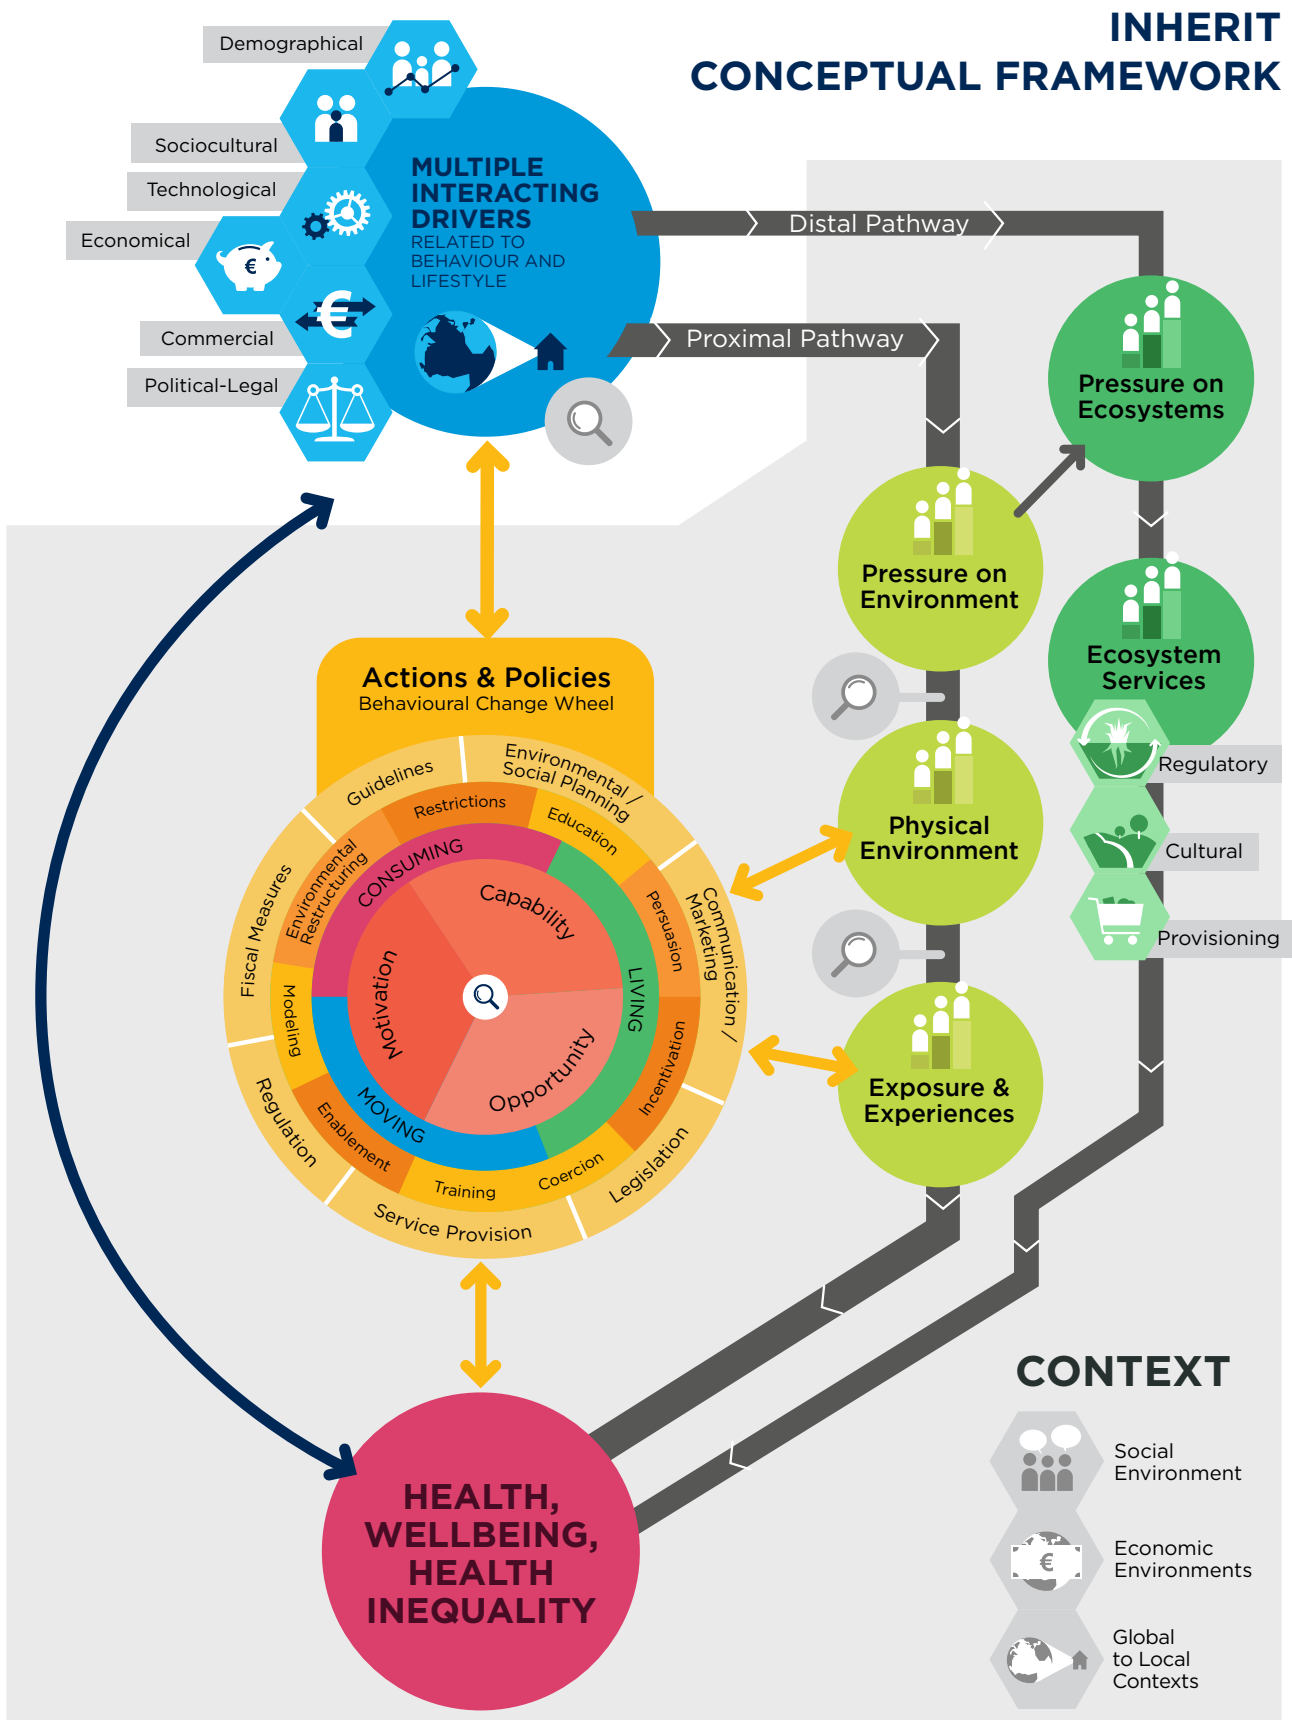 INHERIT
CONCEPTUAL FRAMEWORK
Demographical
Sociocultural
Technological
Economical
Commercial
Political-Legal
MULTIPLE
INTERACTING
DRIVERS
RELATED TO
BEHAVIOUR AND
LIFESTYLE
€
€
Distal Pathway
Proximal Pathway
Pressure on
Ecosystems
Pressure on
Environment
Ecosystem
Services
Regulatory
Cultural
Provisioning
Physical
Environment
Exposure &
Experiences
Actions & Policies
Behavioural Change Wheel
Guidelines
Environmental /
Social Planning
Communication /
Marketing
Legislation
Service Provision
Regulation
Fiscal Measures
Restrictions
Education
Persuasion
Incentivation
Coercion
Training
Enablement
Modeling
Environmental
Restructuring
CONSUMING
LIVING
MOVING
Capability
Opportunity
Motivation
HEALTH,
WELLBEING,
HEALTH
INEQUALITY
CONTEXT
Social
Environment
€
Economic
Environments
Global
to Local
Contexts